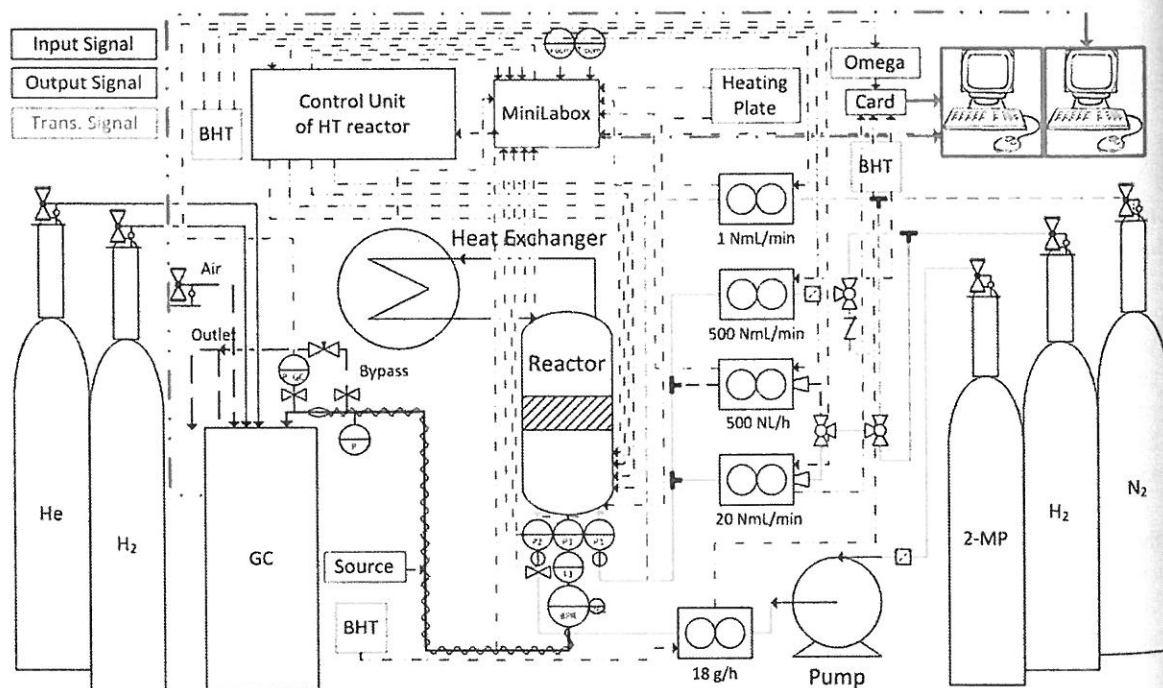 Input Signal
Output Signal
Trans. Signal
BHT
Control Unit
of HT reactor
MiniLabox
Heating
Plate
Omega
Card
BHT
1 NmL/min
Heat Exchanger
Air
Outlet
Bypass
500 NmL/min
Reactor
500 NL/h
20 NmL/min
He
H₂
GC
P
Source
BHT
18 g/h
Pump
2-MP
H₂
N₂